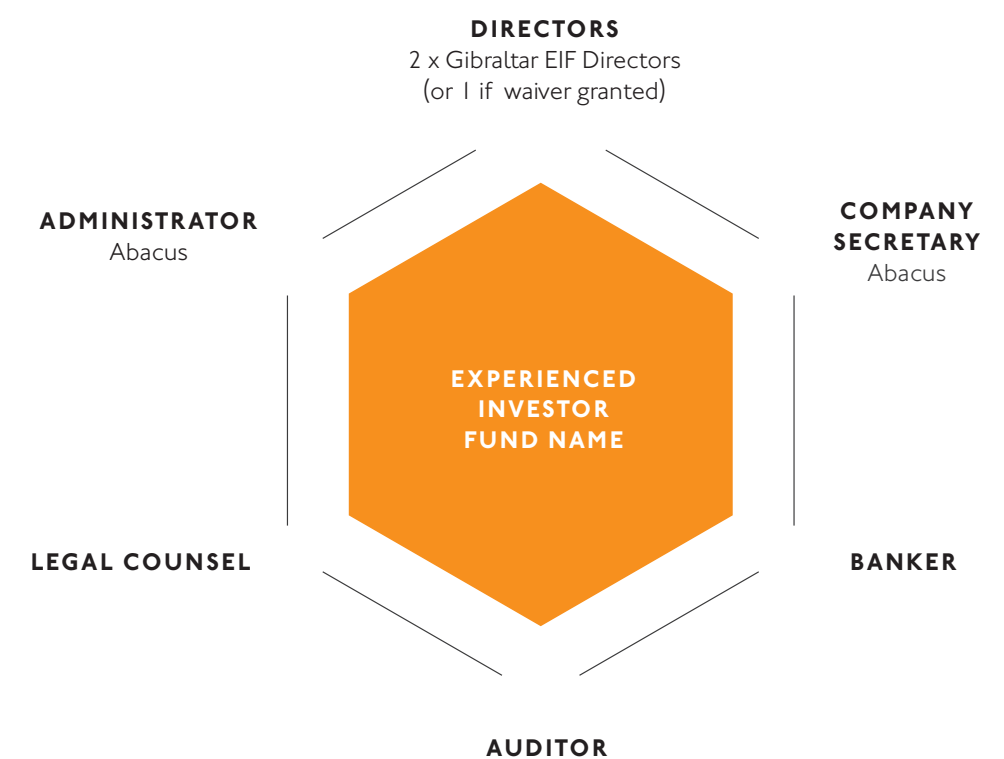 DIRECTORS
2 x Gibraltar EIF Directors
(or 1 if waiver granted)
ADMINISTRATOR
Abacus
COMPANY
SECRETARY
Abacus
EXPERIENCED
INVESTOR
FUND NAME
LEGAL COUNSEL
BANKER
AUDITOR